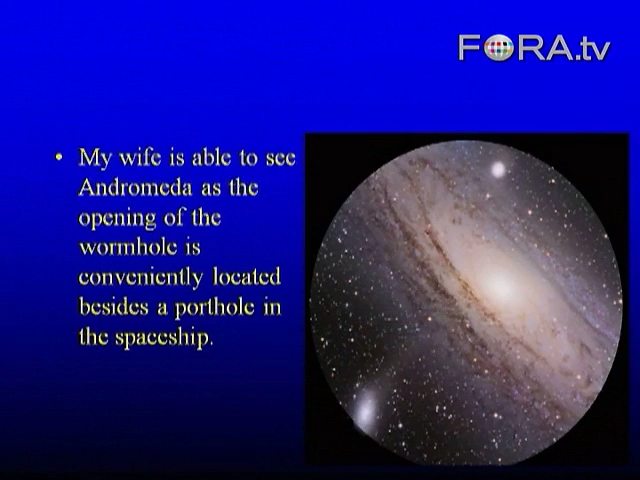 FORA.tv
• My wife is able to see
Andromeda as the
opening of the
wormhole is
conveniently located
besides a porthole in
the spaceship.